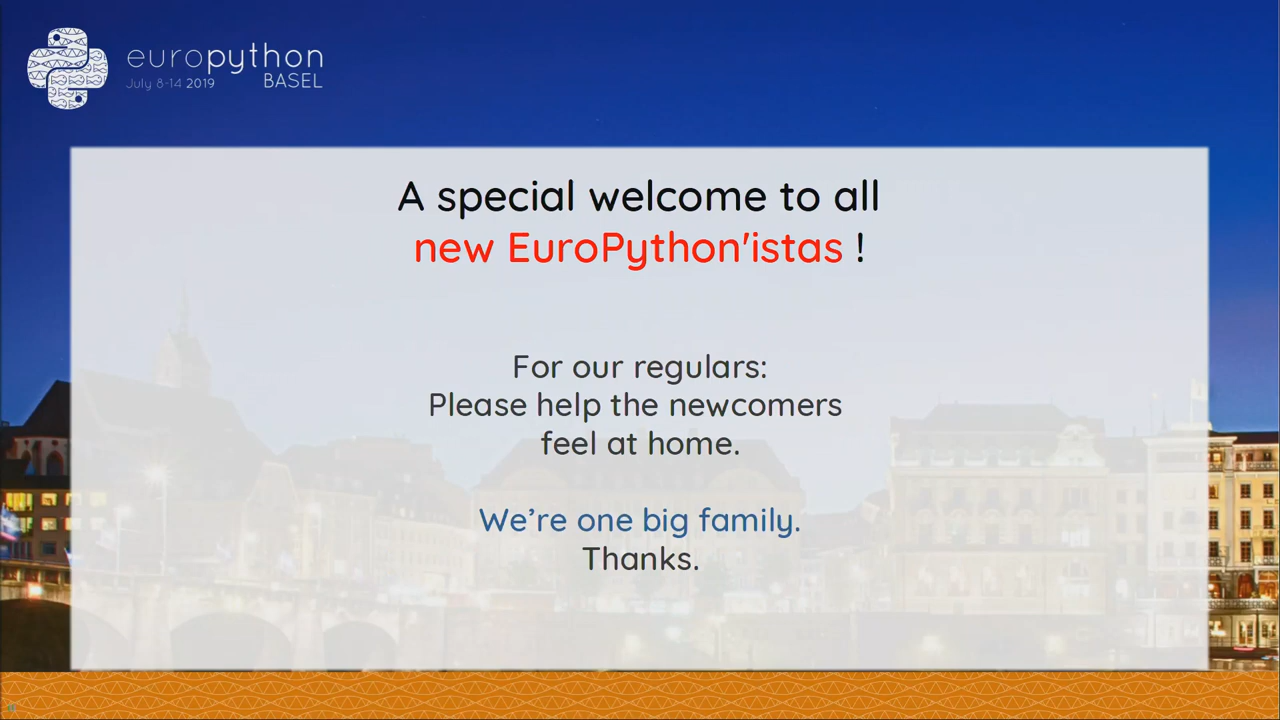 europython
July 8-14 2019 BASEL
A special welcome to all
new EuroPython'istas !
For our regulars:
Please help the newcomers
feel at home.
We’re one big family.
Thanks.